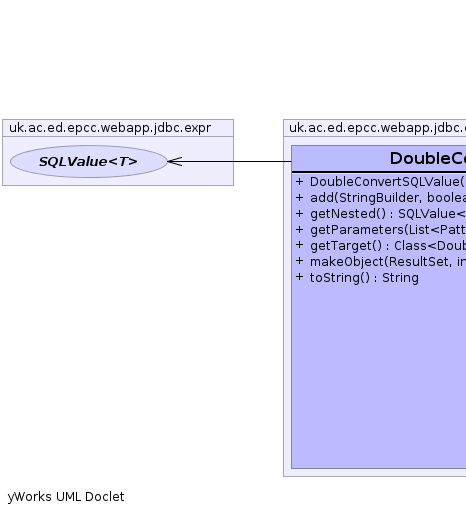 uk.ac.ed.epcc.webapp.jdbc.expr
SQLValue<T>
uk.ac.ed.epcc.webapp.jdbc.e
DoubleCo
+ DoubleConvertSQLValue(
+ add(StringBuilder, boolea
+ getNested() : SQLValue<
+ getParameters(List<Patt
+ getTarget() : Class<Doub
+ makeObject(ResultSet, in
+ toString() : String
yWorks UML Doclet